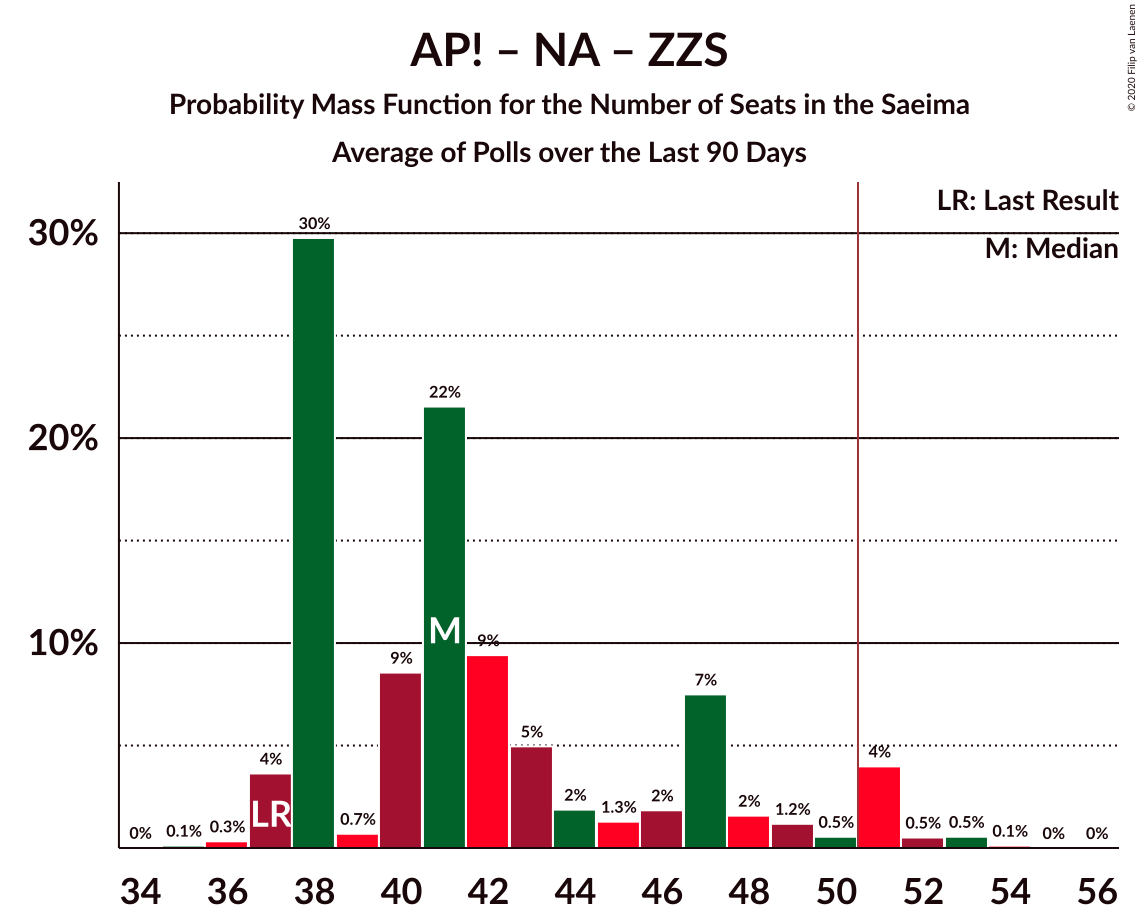 AP! – NA – ZZS
Probability Mass Function for the Number of Seats in the Saeima
Average of Polls over the Last 90 Days
© 2020 Filip van Laenen
LR: Last Result
M: Median
30%
20%
10%
0%
0.1%
0.3%
4%
30%
0.7%
9%
22%
9%
5%
2%
1.3%
2%
7%
2%
1.2%
0.5%
4%
0.5%
0.5%
0.1%
0%
0%
LR
M
34 36 38 40 42 44 46 48 50 52 54 56